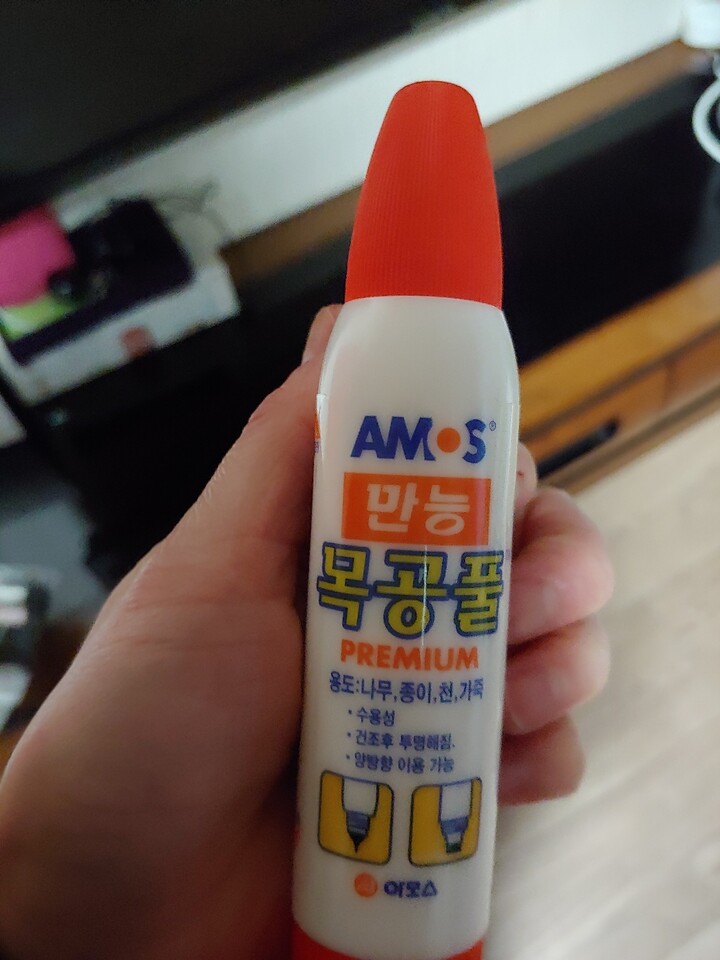 AMOS®
만능
목공풀
PREMIUM
용도:나무,종이,천,가죽
• 수용성
• 건조후 투명해짐.
• 양방향 이용 가능
아모스